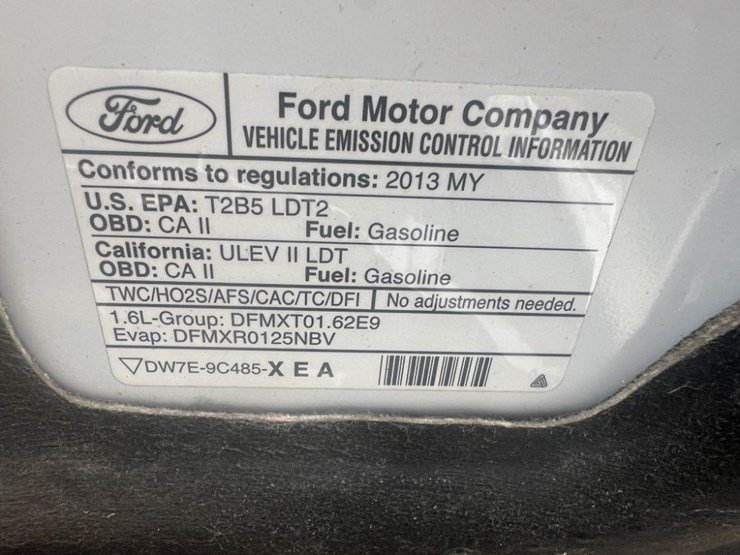 Ford
Ford Motor Company
VEHICLE EMISSION CONTROL INFORMATION
Conforms to regulations: 2013 MY
U.S. EPA: T2B5 LDT2
OBD: CA II Fuel: Gasoline
California: ULEV II LDT
OBD: CA II Fuel: Gasoline
TWC/HO2S/AFS/CAC/TC/DFI No adjustments needed.
1.6L-Group: DFMXT01.62E9
Evap: DFMXR0125NBV
DW7E-9C485-X E A